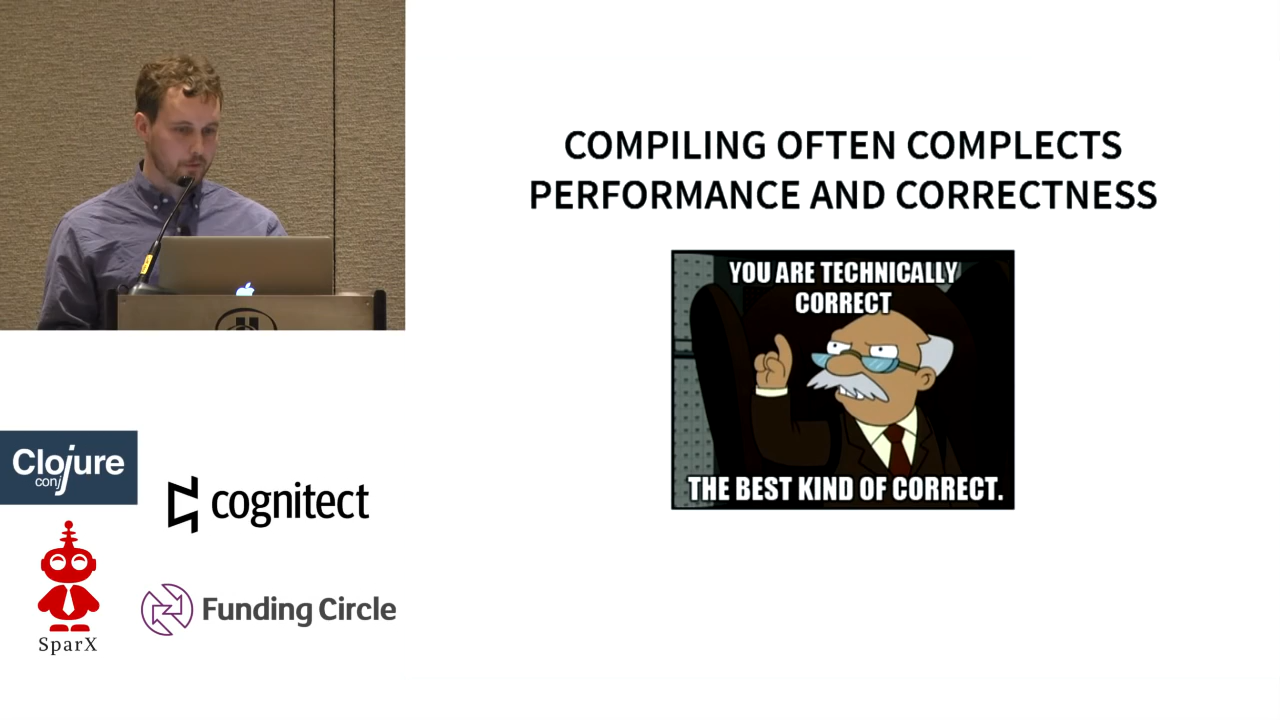 COMPILING OFTEN COMPLECTS
PERFORMANCE AND CORRECTNESS
YOU ARE TECHNICALLY
CORRECT
THE BEST KIND OF CORRECT.
Clojure
conj
cognitect
SparX
Funding Circle